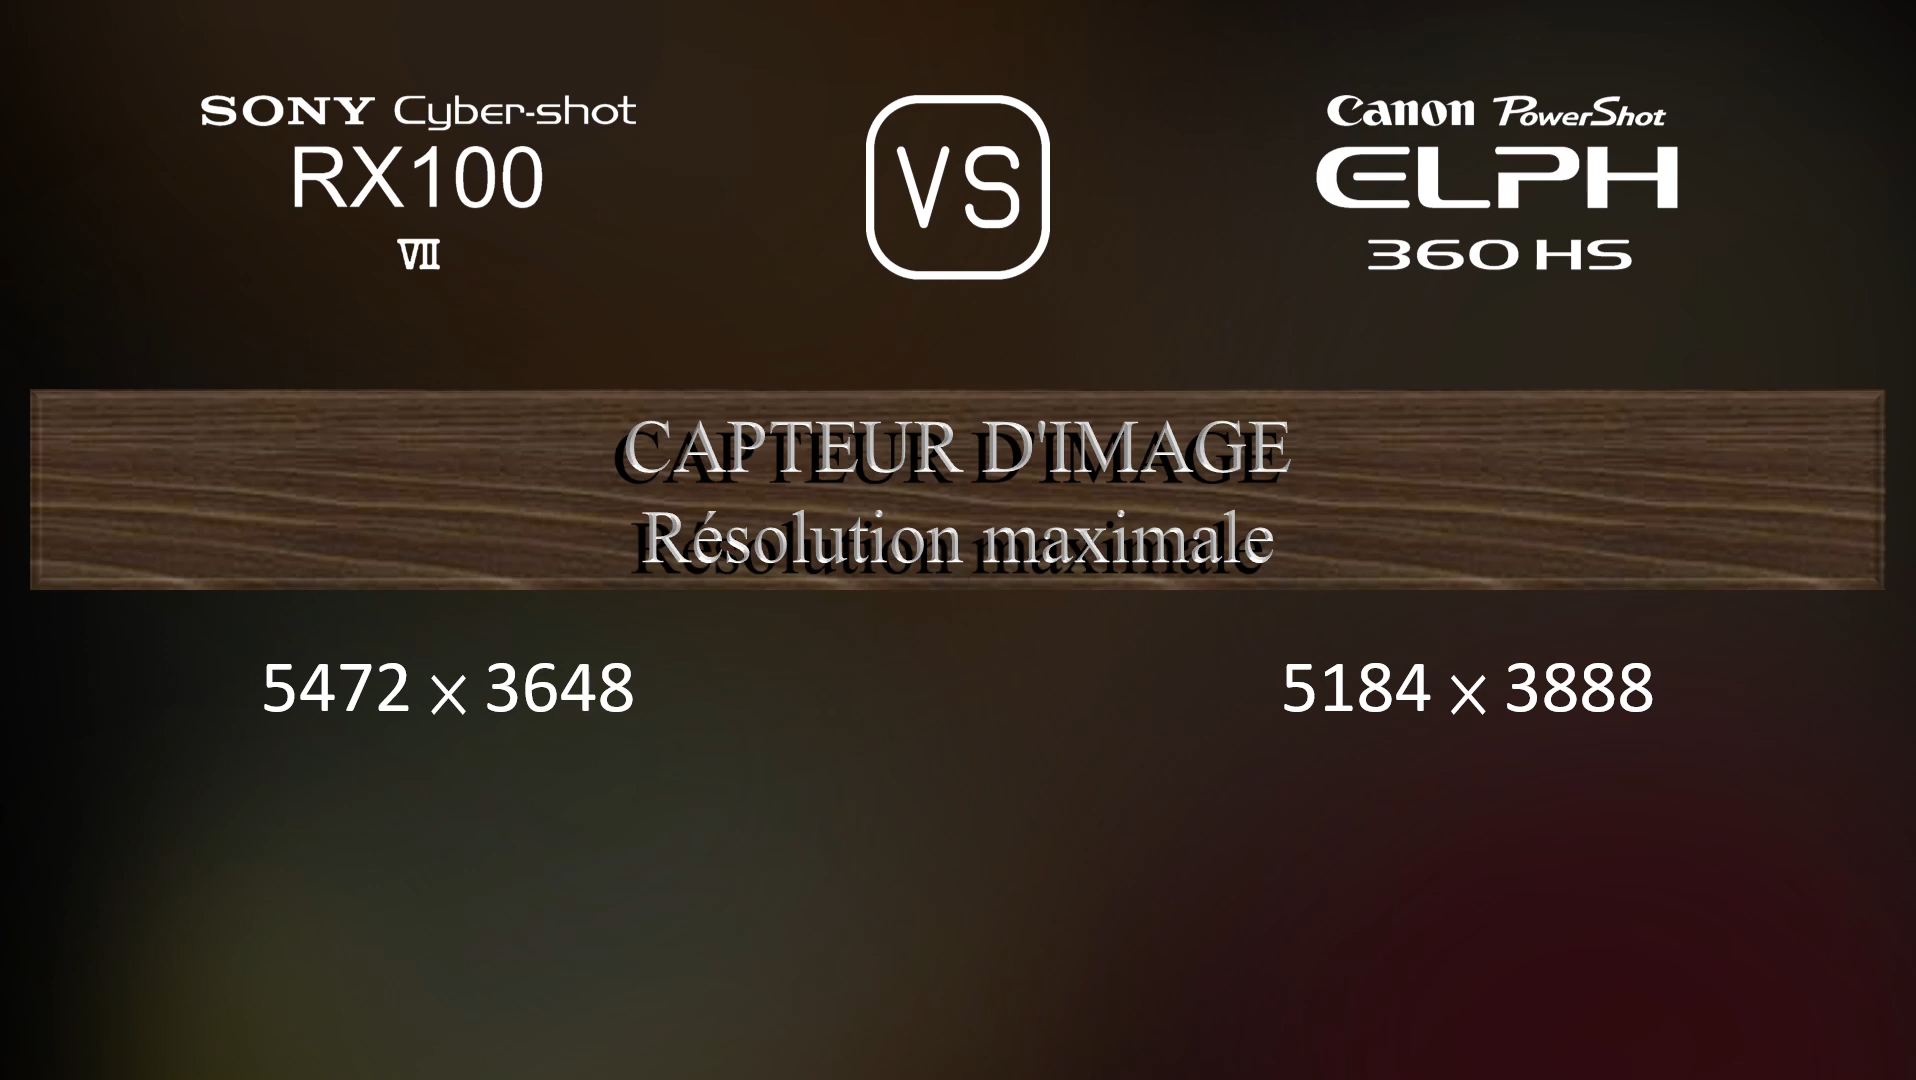 SONY Cyber-shot
RX100
VII
VS
Canon PowerShot
ELPH
360 HS
CAPTEUR D'IMAGE
Résolution maximale
5472 x 3648
5184 x 3888